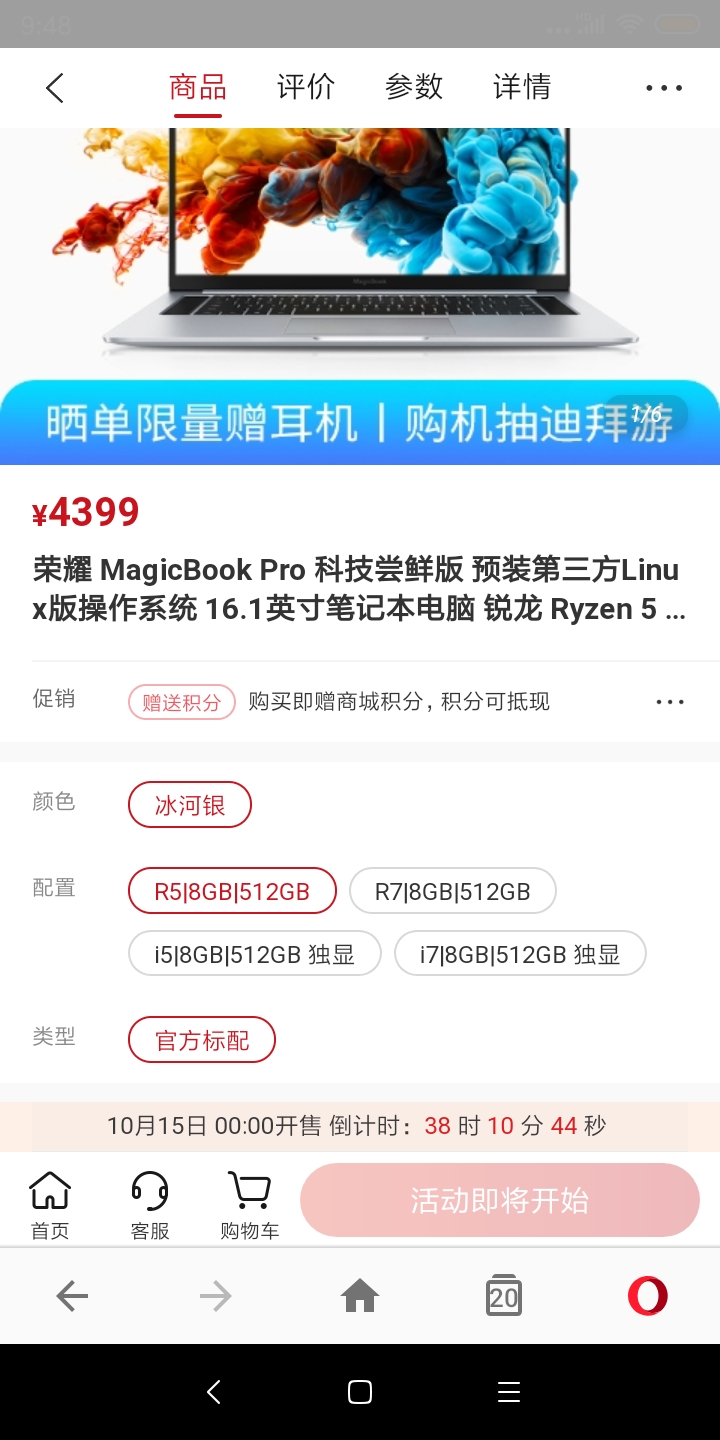 9:48
商品 评价 参数 详情
MagicBook
晒单限量赠耳机 | 购机抽迪拜游
1/6
¥4399
荣耀 MagicBook Pro 科技尝鲜版 预装第三方Linu
x版操作系统 16.1英寸笔记本电脑 锐龙 Ryzen 5 ...
促销 赠送积分 购买即赠商城积分，积分可抵现
颜色 冰河银
配置 R5|8GB|512GB R7|8GB|512GB
i5|8GB|512GB 独显 i7|8GB|512GB 独显
类型 官方标配
10月15日 00:00开售 倒计时：38 时 10 分 44 秒
首页 客服 购物车 活动即将开始
20